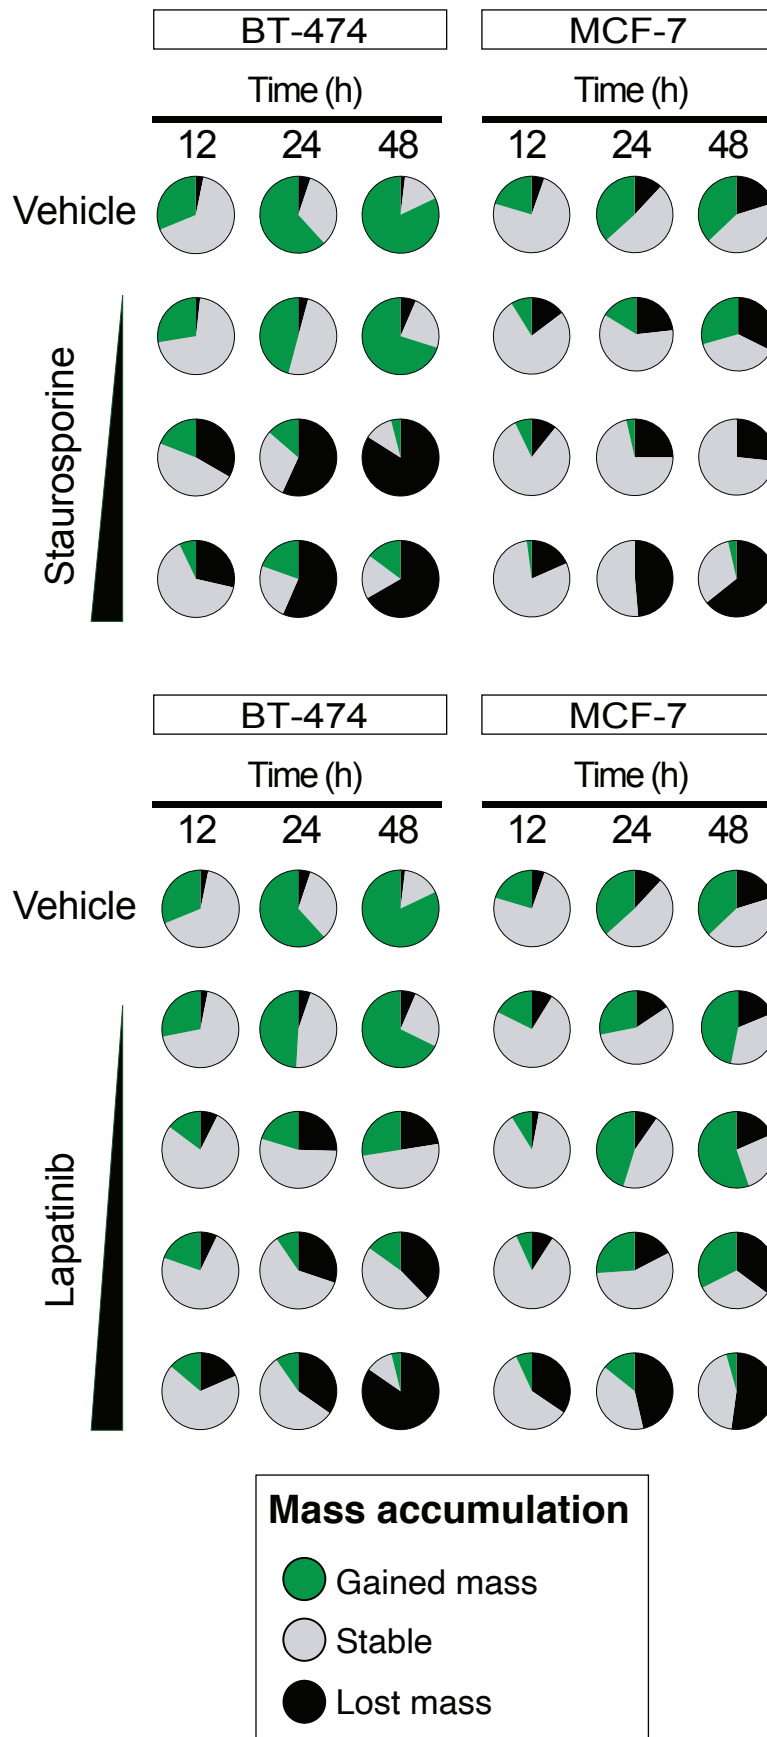 BT-474 MCF-7
Time (h) Time (h)
12 24 48 12 24 48
Vehicle
Staurosporine
BT-474 MCF-7
Time (h) Time (h)
12 24 48 12 24 48
Vehicle
Lapatinib
Mass accumulation
Gained mass
Stable
Lost mass